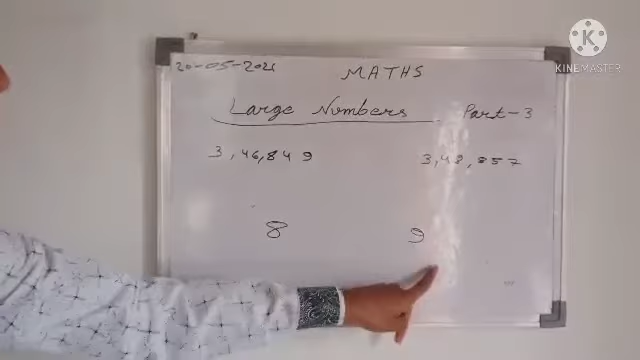 20-05-2021
MATHS
Large Numbers Part-3
3,46,849 3,48,857
8 9
KINEMASTER